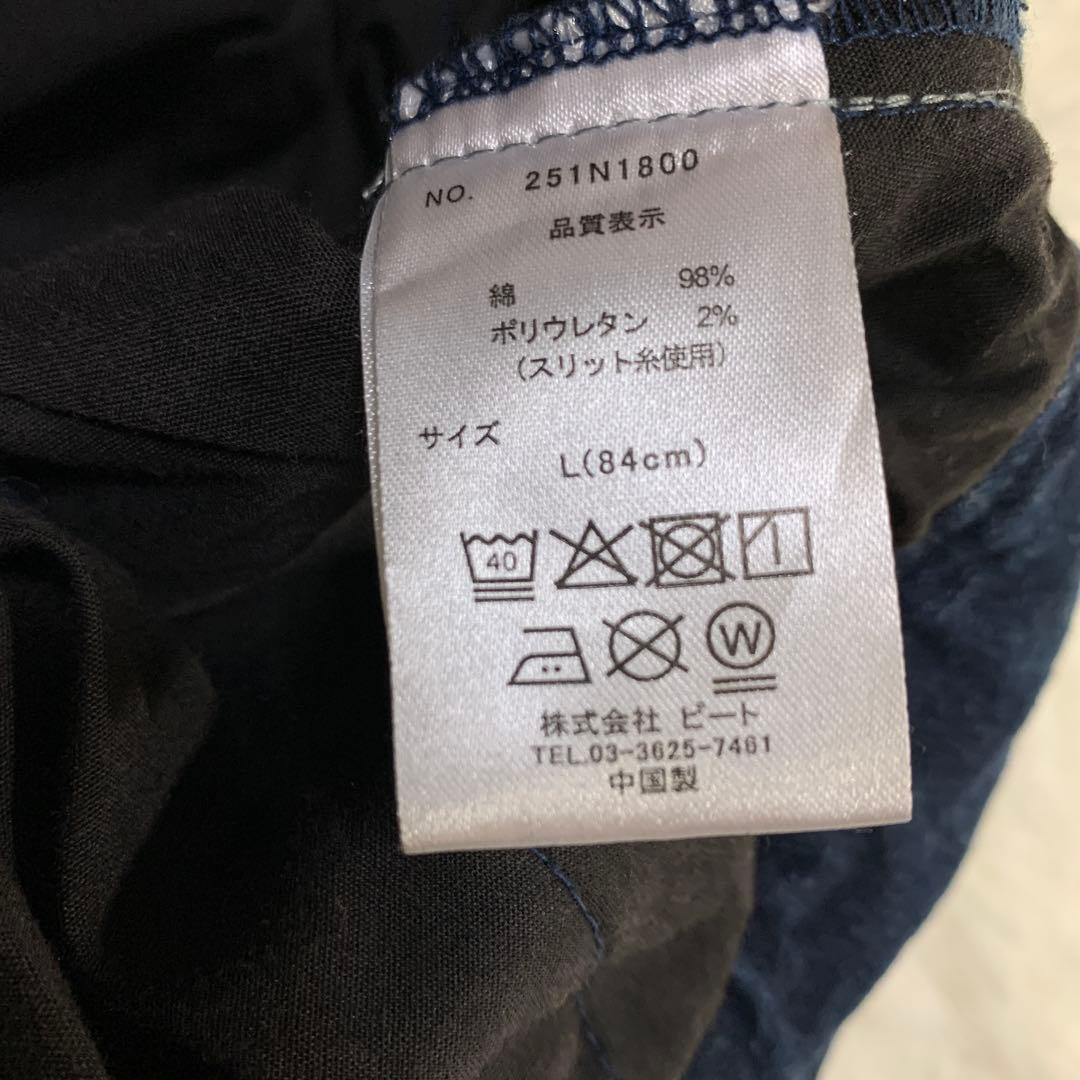 NO. 251N1800
品質表示
綿 98%
ポリウレタン 2%
(スリット糸使用)
サイズ
L(84cm)
40
W
株式会社 ビート
TEL.03-3625-7461
中国製